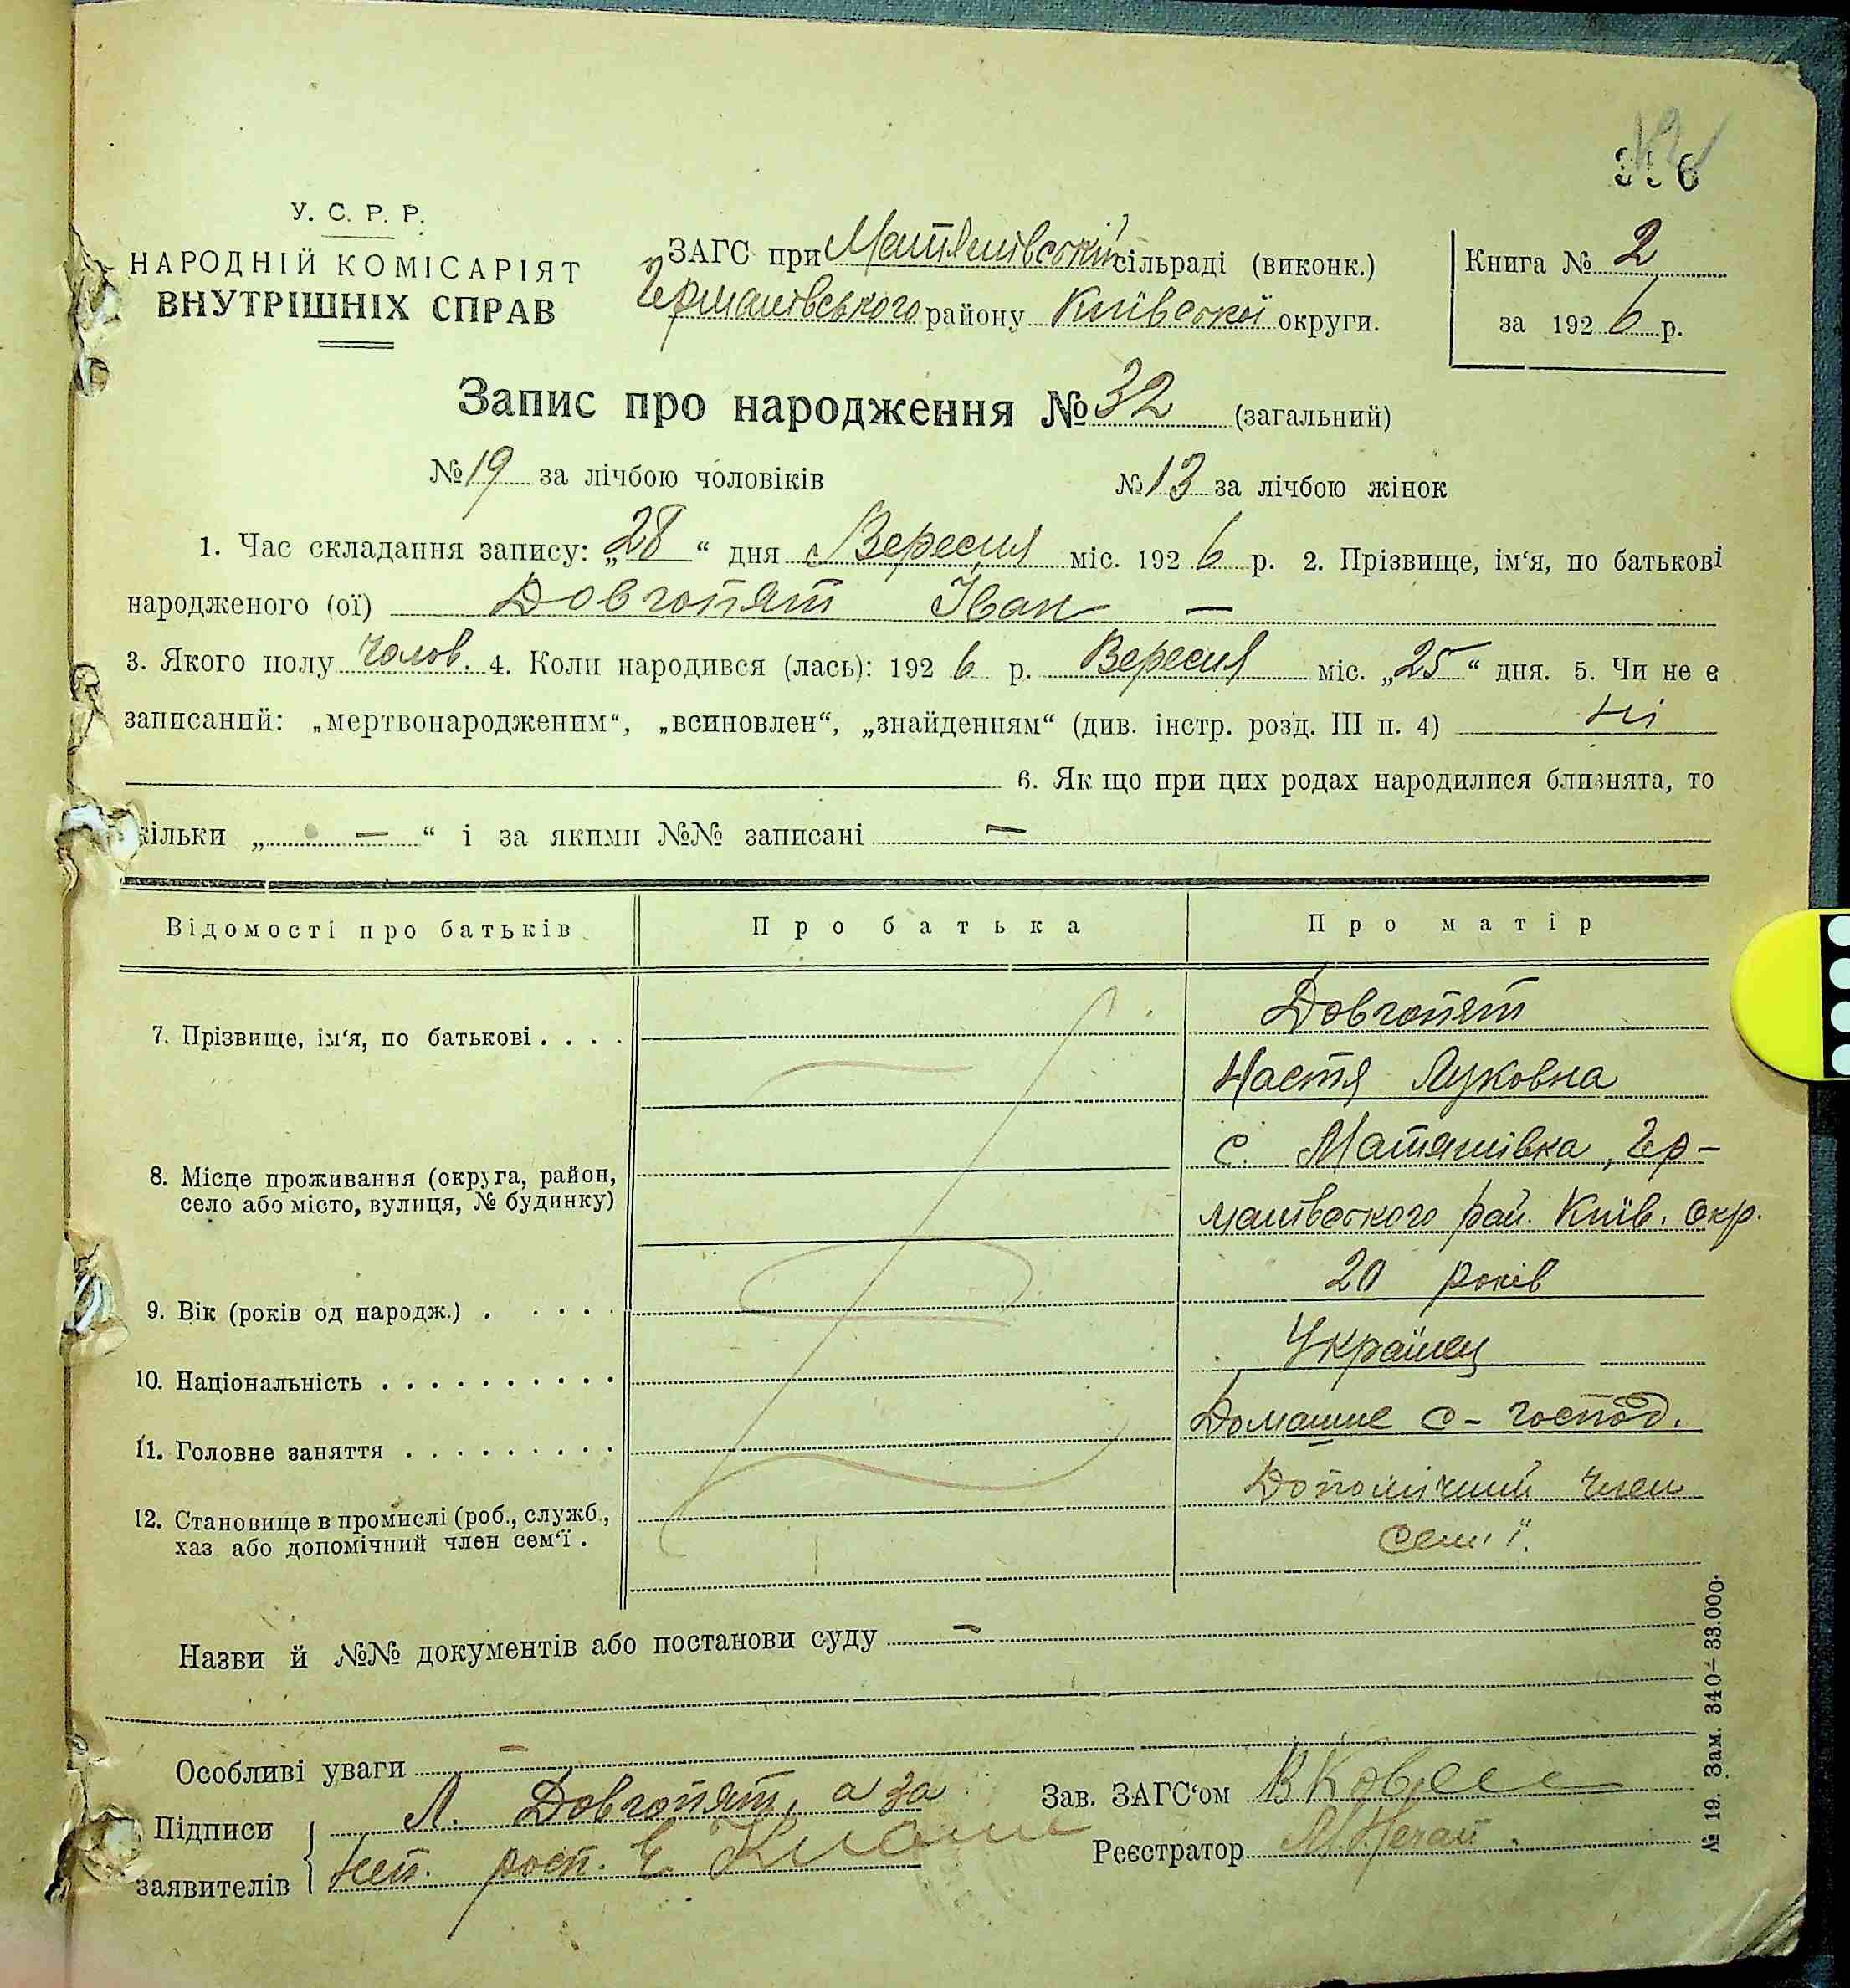 У. С. Р. Р.
НАРОДНІЙ КОМІСАРІЯТ
ВНУТРІШНІХ СПРАВ
ЗАГС при Матяшівській сільраді (виконк.)
Германівського району Київської округи.
Книга № 2
за 1926 р.
Запис про народження № 32 (загальний)
№ 19 за лічбою чоловіків № 13 за лічбою жінок
1. Час складання запису: „28“ дня Вересня міс. 1926 р. 2. Прізвище, ім‘я, по батькові
народженого (ої) Довгопят Іван —
3. Якого полу чолов. 4. Коли народився (лась): 1926 р. Вересня міс. „25“ дня. 5. Чи не є
записаний: „мертвонародженим“, „всиновлен“, „знайденням“ (див. інстр. розд. III п. 4) ні
6. Як що при цих родах народилися близнята, то
кільки „ — “ і за якими №№ записані —
Відомості про батьків Про батька Про матір
7. Прізвище, ім‘я, по батькові . . . . Довгопят
Настя Луковна
8. Місце проживання (округа, район, село або місто, вулиця, № будинку) с. Матяшівка, Гер-
манівського рай. Київ. Окр.
9. Вік (років од народж.) . . . . . 20 років
10. Національність . . . . . . . . . . Українец
11. Головне заняття . . . . . . . . . Домашне с-господ.
12. Становище в промислі (роб., служб., Допомічний член
хаз або допомічний член сем‘ї . семї.
Назви й №№ документів або постанови суду —
Особливі уваги —
Підписи Л. Довгопят, а за
заявителів неп. росп.
Зав. ЗАГС‘ом
Реєстратор М. Нечай.
№ 19. Зам. 340—33.000.